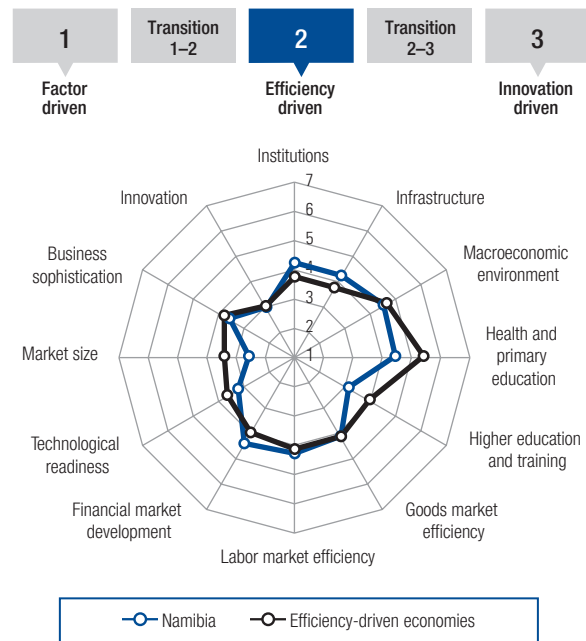 1
Transition
1–2
2
Transition
2–3
3
Factor
driven
Efficiency
driven
Innovation
driven
Institutions
Innovation
7
Infrastructure
6
Business
sophistication
5
Macroeconomic
environment
4
3
2
Market size
1
Health and
primary
education
Technological
readiness
Higher education
and training
Financial market
development
Goods market
efficiency
Labor market efficiency
Namibia
Efficiency-driven economies